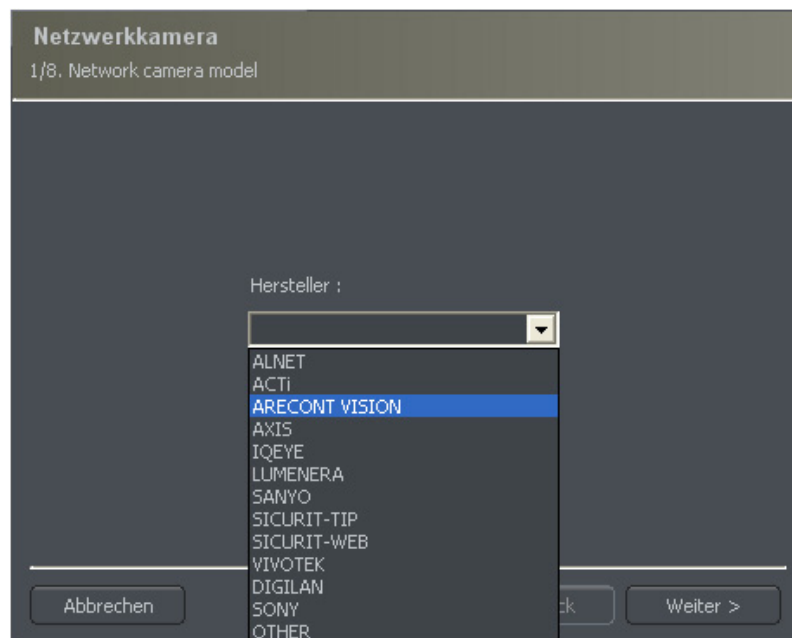 Netzwerkkamera
1/8. Network camera model
Hersteller :
ALNET
ACTi
ARECONT VISION
AXIS
IQEYE
LUMENERA
SANYO
SICURIT-TIP
SICURIT-WEB
VIVOTEK
DIGILAN
SONY
OTHER
Abbrechen
Weiter >